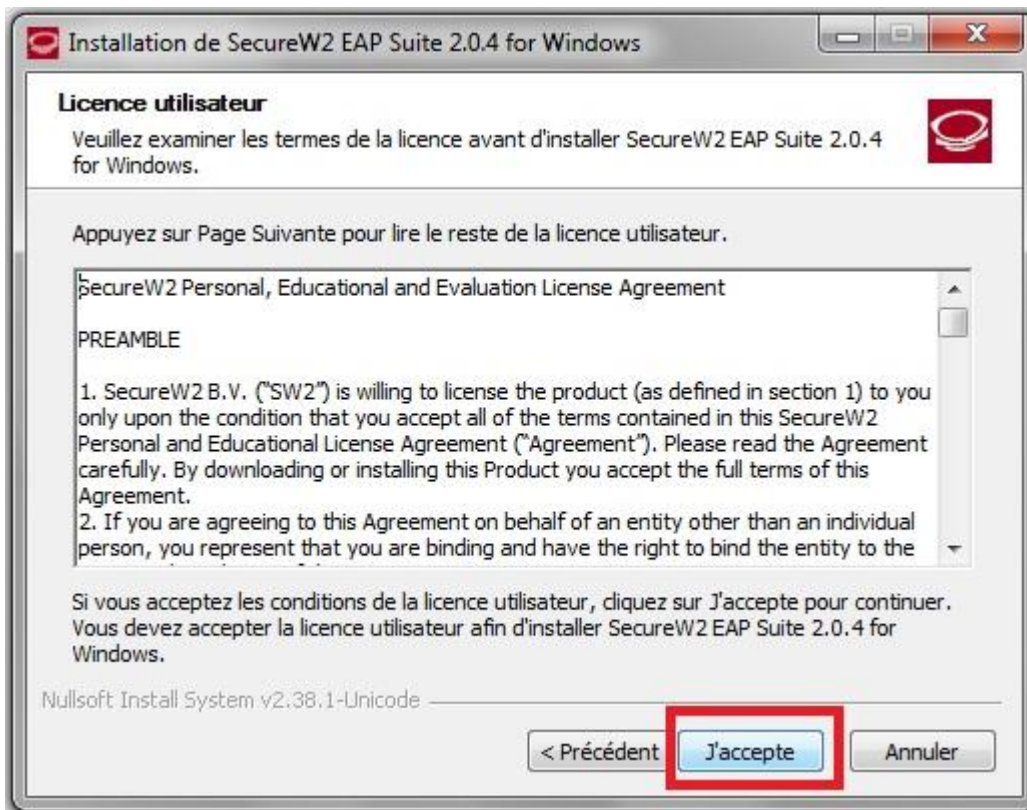 Installation de SecureW2 EAP Suite 2.0.4 for Windows
Licence utilisateur
Veuillez examiner les termes de la licence avant d'installer SecureW2 EAP Suite 2.0.4
for Windows.
Appuyez sur Page Suivante pour lire le reste de la licence utilisateur.
SecureW2 Personal, Educational and Evaluation License Agreement
PREAMBLE
1. SecureW2 B.V. (“SW2”) is willing to license the product (as defined in section 1) to you
only upon the condition that you accept all of the terms contained in this SecureW2
Personal and Educational License Agreement (“Agreement”). Please read the Agreement
carefully. By downloading or installing this Product you accept the full terms of this
Agreement.
2. If you are agreeing to this Agreement on behalf of an entity other than an individual
person, you represent that you are binding and have the right to bind the entity to the
Si vous acceptez les conditions de la licence utilisateur, cliquez sur J'accepte pour continuer.
Vous devez accepter la licence utilisateur afin d'installer SecureW2 EAP Suite 2.0.4 for
Windows.
Nullsoft Install System v2.38.1-Unicode
< Précédent J'accepte Annuler